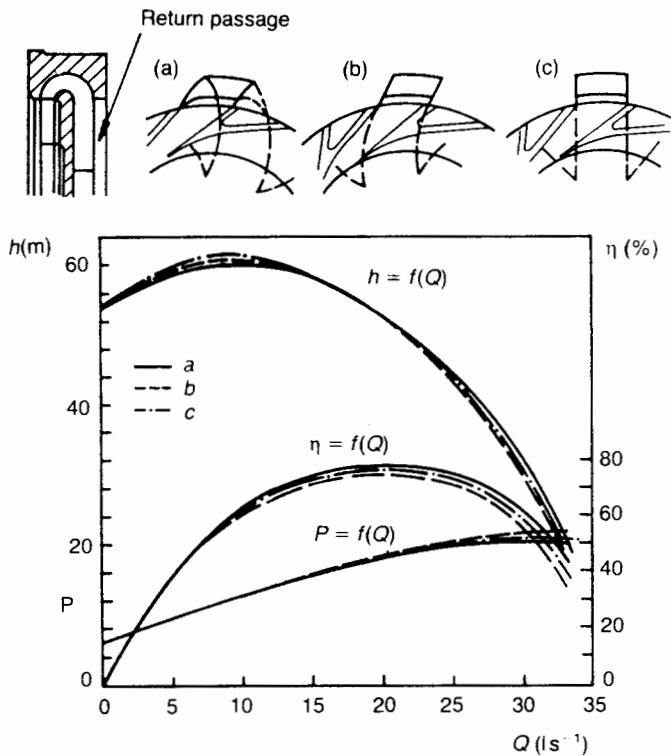 Return passage
(a)
(b)
(c)
h(m)
η (%)
60
h = f(Q)
a
b
c
40
η = f(Q)
80
60
P = f(Q)
20
40
P
20
0
0
0
5
10
15
20
25
30
35
Q (l s⁻¹)